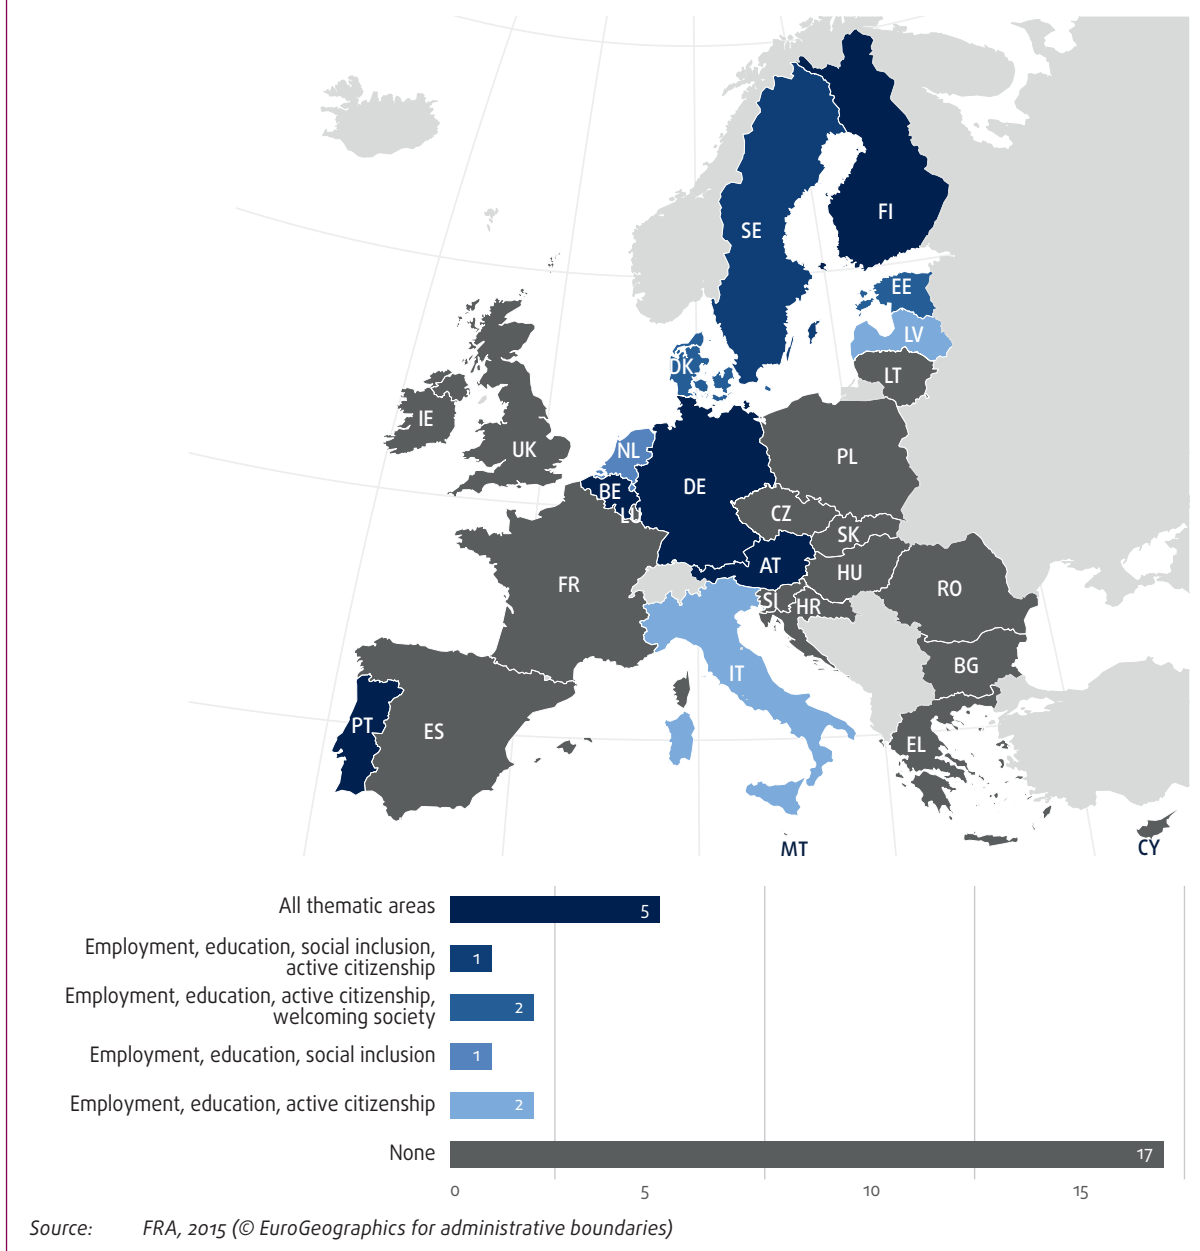 FI
SE
EE
LV
DK
LT
IE
UK
NL
PL
BE
DE
LU
CZ
SK
AT
HU
FR
SI
HR
RO
BG
IT
PT
ES
EL
MT
CY
All thematic areas
5
Employment, education, social inclusion,
active citizenship
1
Employment, education, active citizenship,
welcoming society
2
Employment, education, social inclusion
1
Employment, education, active citizenship
2
None
17
0 5 10 15
Source: FRA, 2015 (© EuroGeographics for administrative boundaries)